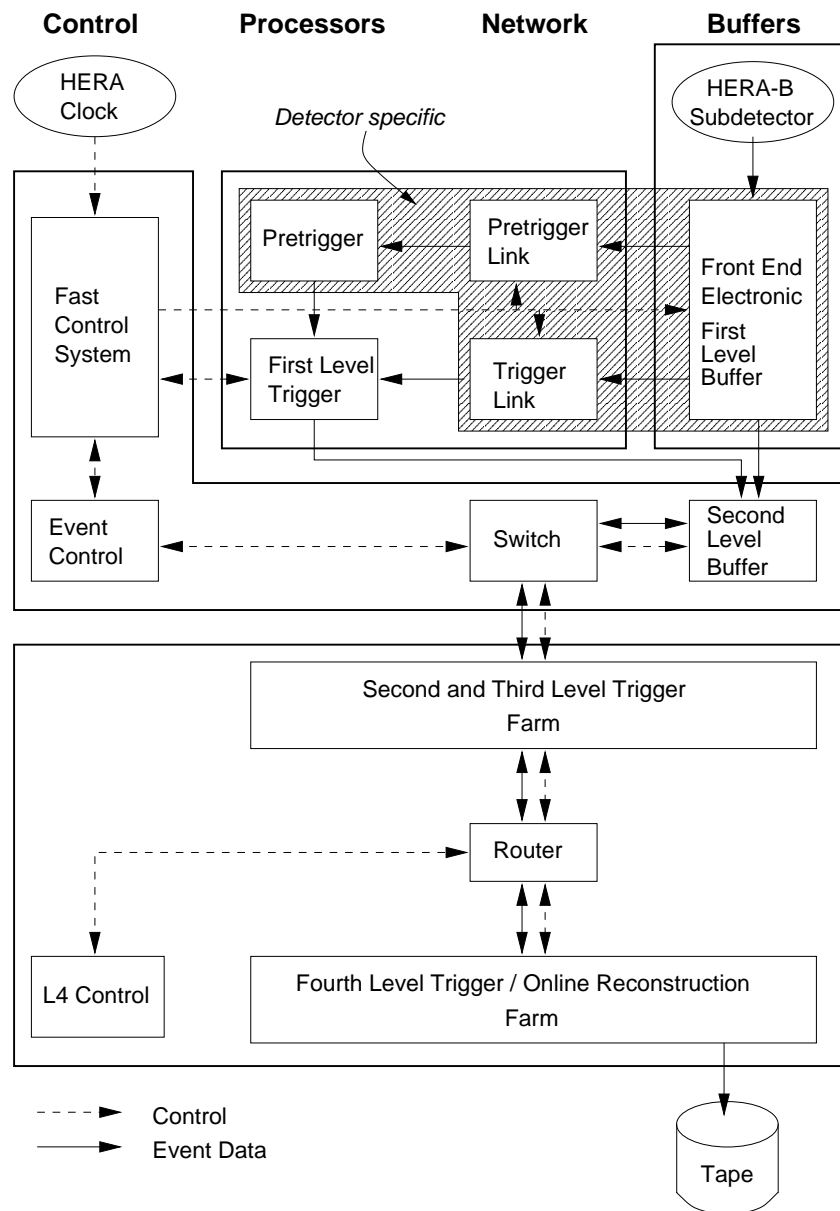 Control
Processors
Network
Buffers
HERA
Clock
Detector specific
HERA-B
Subdetector
Pretrigger
Pretrigger
Link
Fast
Control
System
Front End
Electronic
First
Level
Buffer
First Level
Trigger
Trigger
Link
Event
Control
Switch
Second
Level
Buffer
Second and Third Level Trigger
Farm
Router
L4 Control
Fourth Level Trigger / Online Reconstruction
Farm
Control
Event Data
Tape